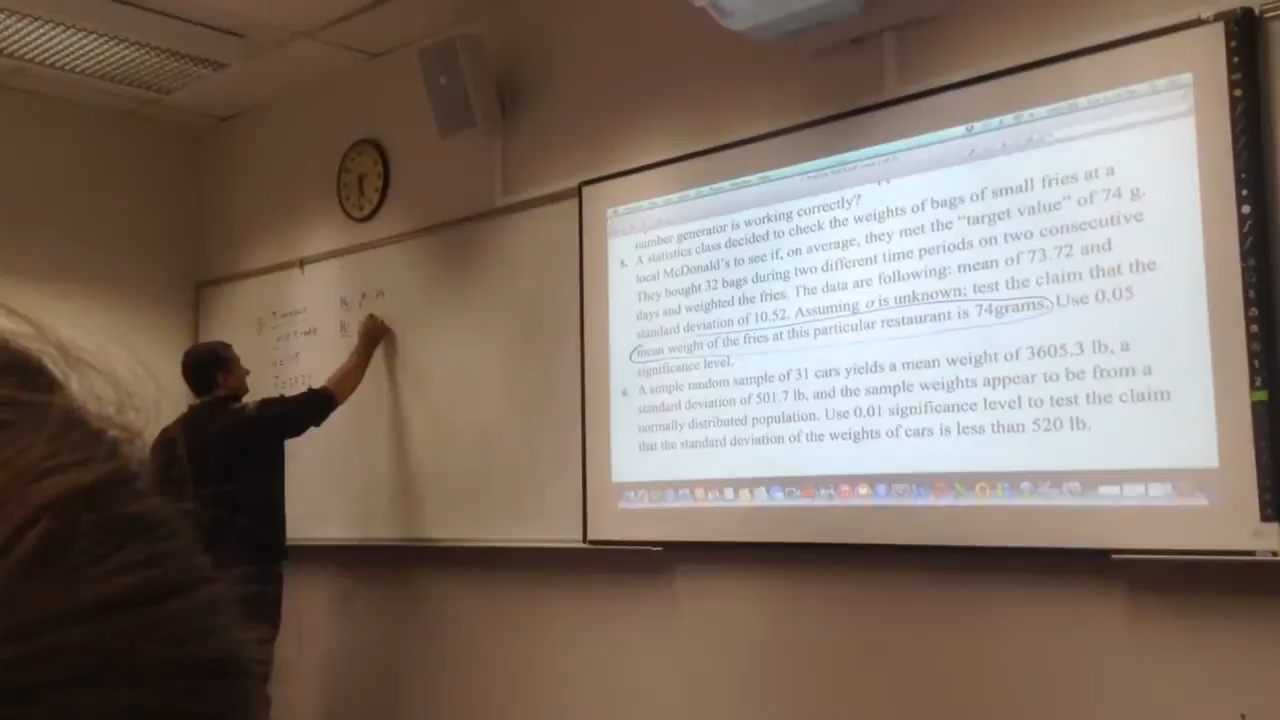 number generator is working correctly?
5. A statistics class decided to check the weights of bags of small fries at a
local McDonald's to see if, on average, they met the "target value" of 74 g.
They bought 32 bags during two different time periods on two consecutive
days and weighted the fries. The data are following: mean of 73.72 and
standard deviation of 10.52. Assuming σ is unknown; test the claim that the
mean weight of the fries at this particular restaurant is 74grams. Use 0.05
significance level.
6. A simple random sample of 31 cars yields a mean weight of 3605.3 lb, a
standard deviation of 501.7 lb, and the sample weights appear to be from a
normally distributed population. Use 0.01 significance level to test the claim
that the standard deviation of the weights of cars is less than 520 lb.